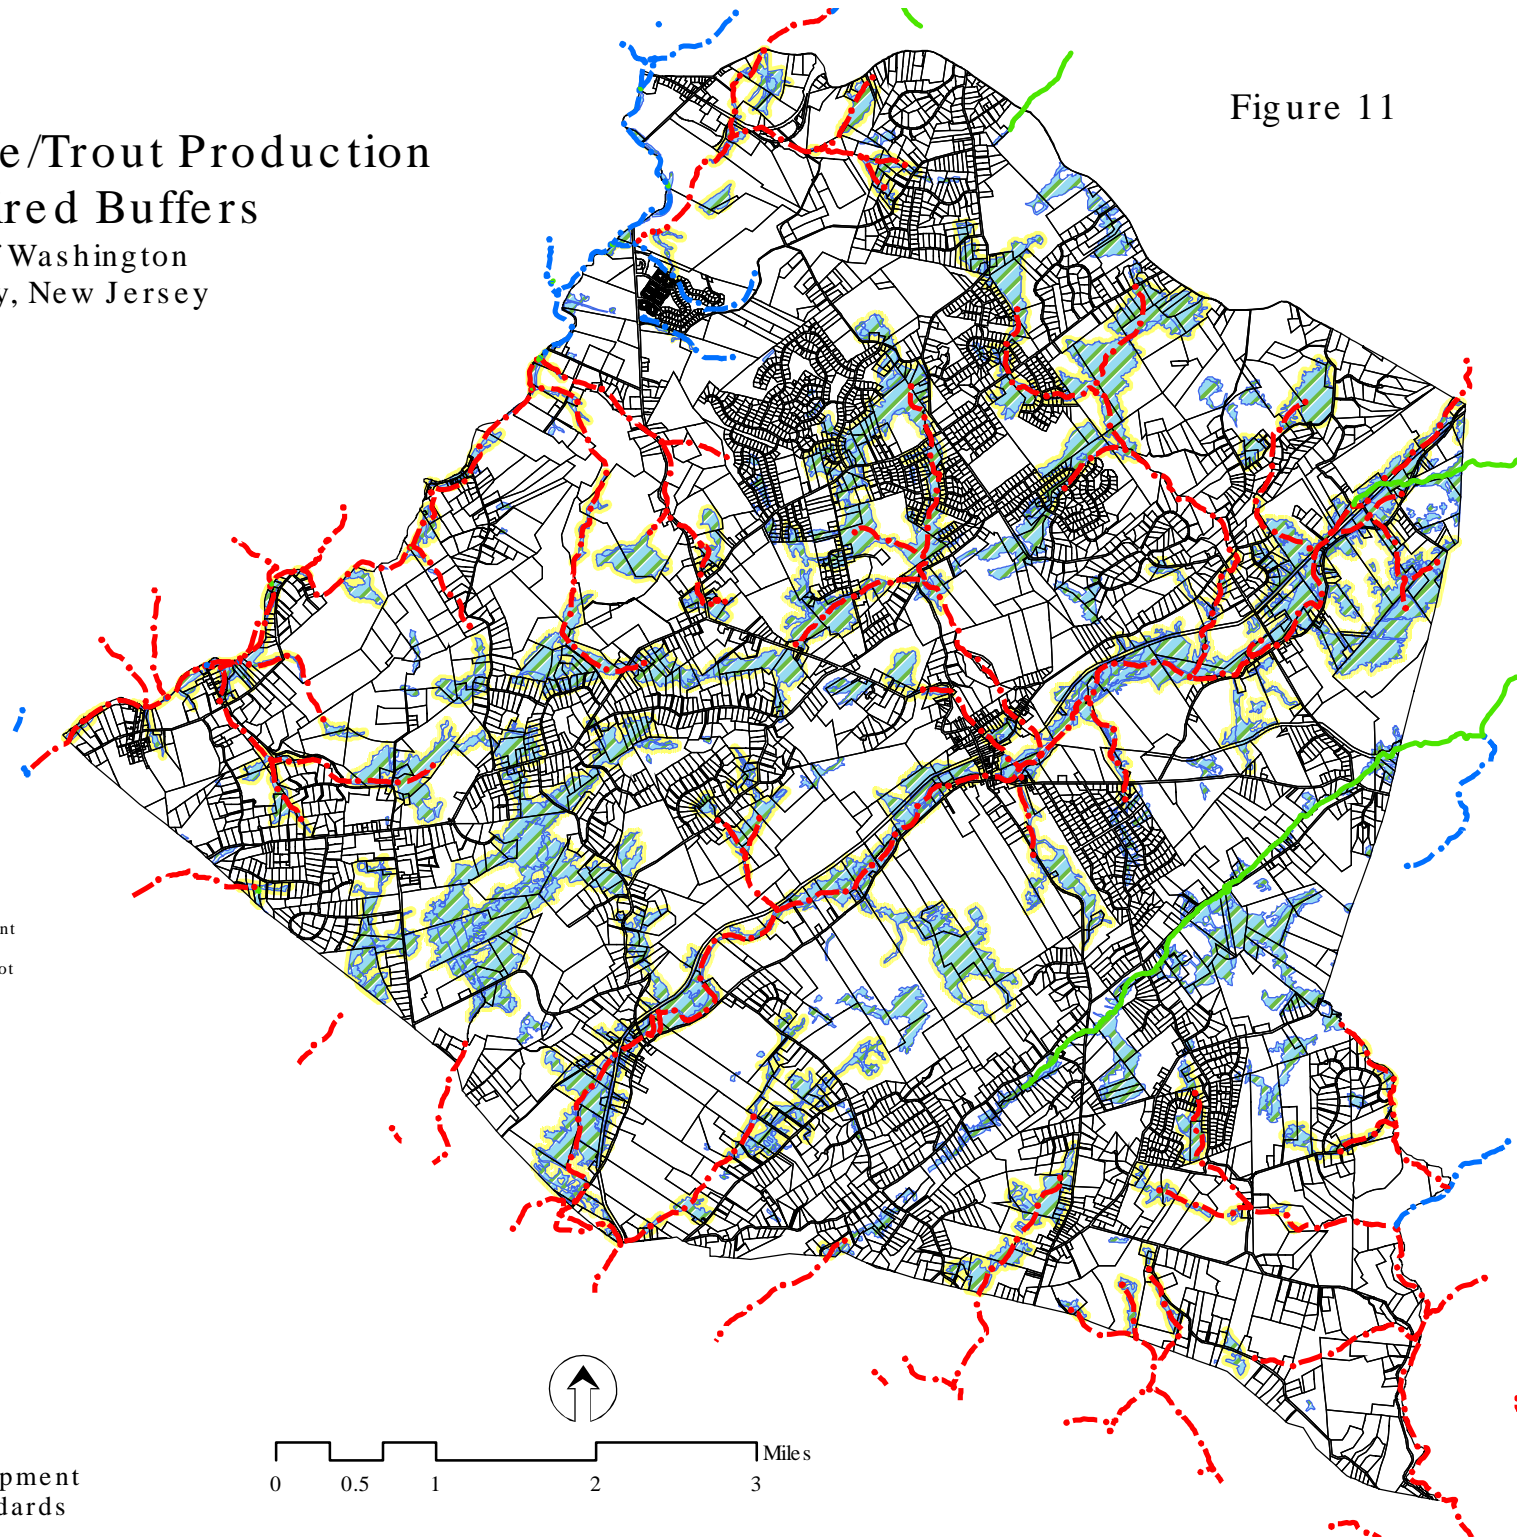 Figure 11
e/Trout Production
red Buffers
Washington
y, New Jersey
nt
ot
Miles
0 0.5 1 2 3
pment
dards